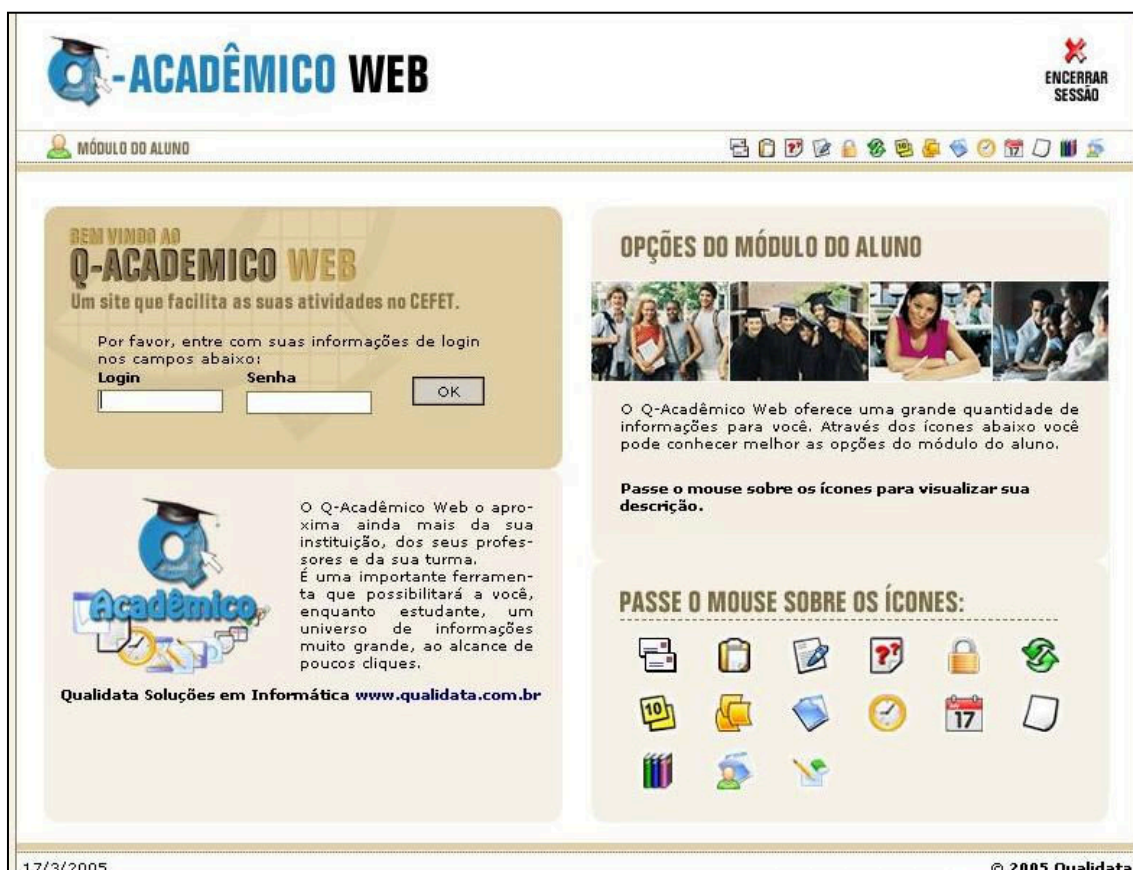 Q-ACADÊMICO WEB
ENCERRAR
SESSÃO
MÓDULO DO ALUNO
17
BEM VINDO AO
Q-ACADEMICO WEB
Um site que facilita as suas atividades no CEFET.
Por favor, entre com suas informações de login
nos campos abaixo:
Login Senha
OK
O Q-Acadêmico Web o apro-
xima ainda mais da sua
instituição, dos seus profes-
sores e da sua turma.
É uma importante ferramen-
ta que possibilitará a você,
enquanto estudante, um
universo de informações
muito grande, ao alcance de
poucos cliques.
Q
Acadêmico
Qualidata Soluções em Informática www.qualidata.com.br
OPÇÕES DO MÓDULO DO ALUNO
O Q-Acadêmico Web oferece uma grande quantidade de
informações para você. Através dos ícones abaixo você
pode conhecer melhor as opções do módulo do aluno.
Passe o mouse sobre os ícones para visualizar sua
descrição.
PASSE O MOUSE SOBRE OS ÍCONES:
??
10
17
17/3/2005
© 2005 Qualidata